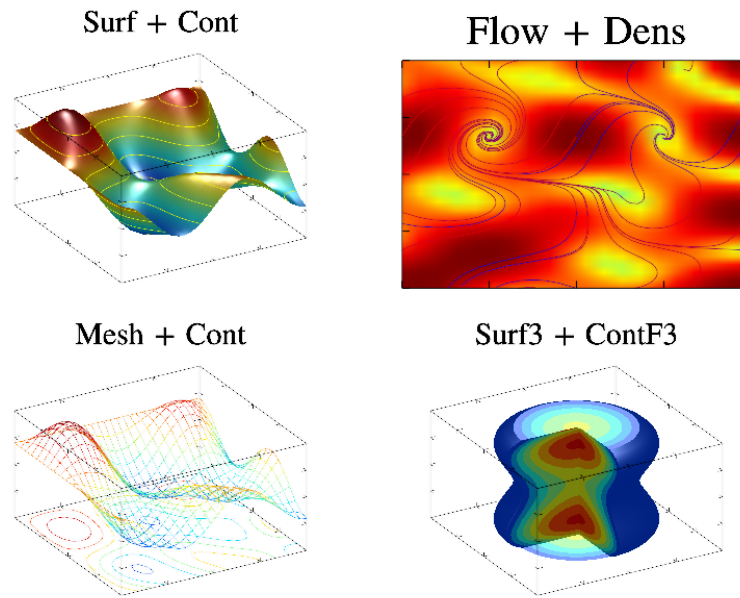 Surf + Cont
Flow + Dens
Mesh + Cont
Surf3 + ContF3